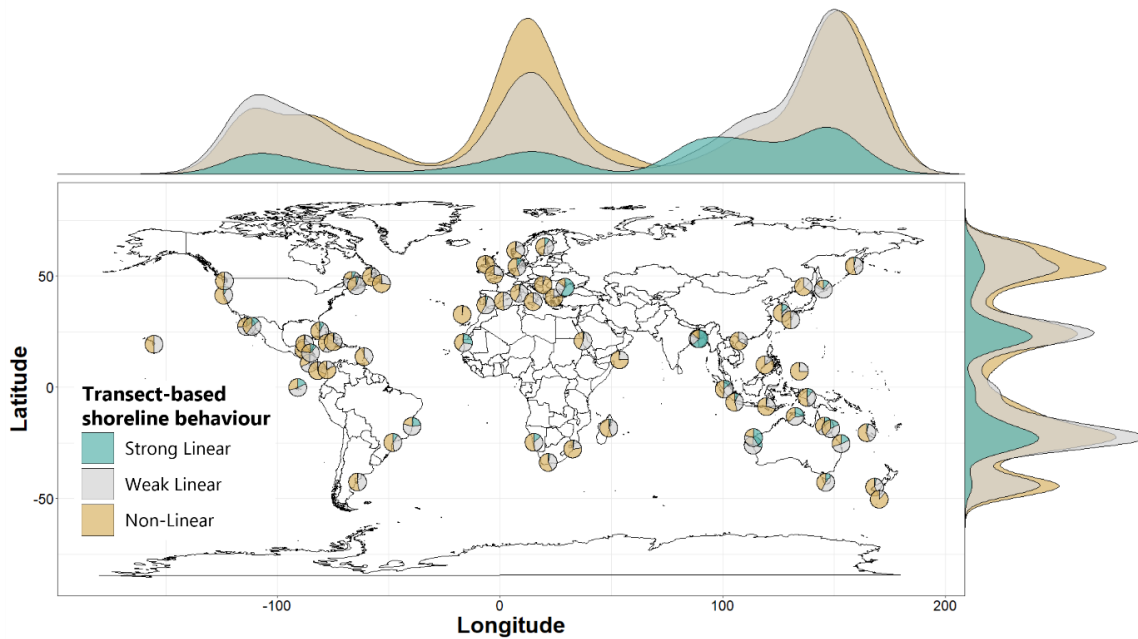 50
0
-50
Latitude
Transect-based
shoreline behaviour
Strong Linear
Weak Linear
Non-Linear
-100
0
100
200
Longitude